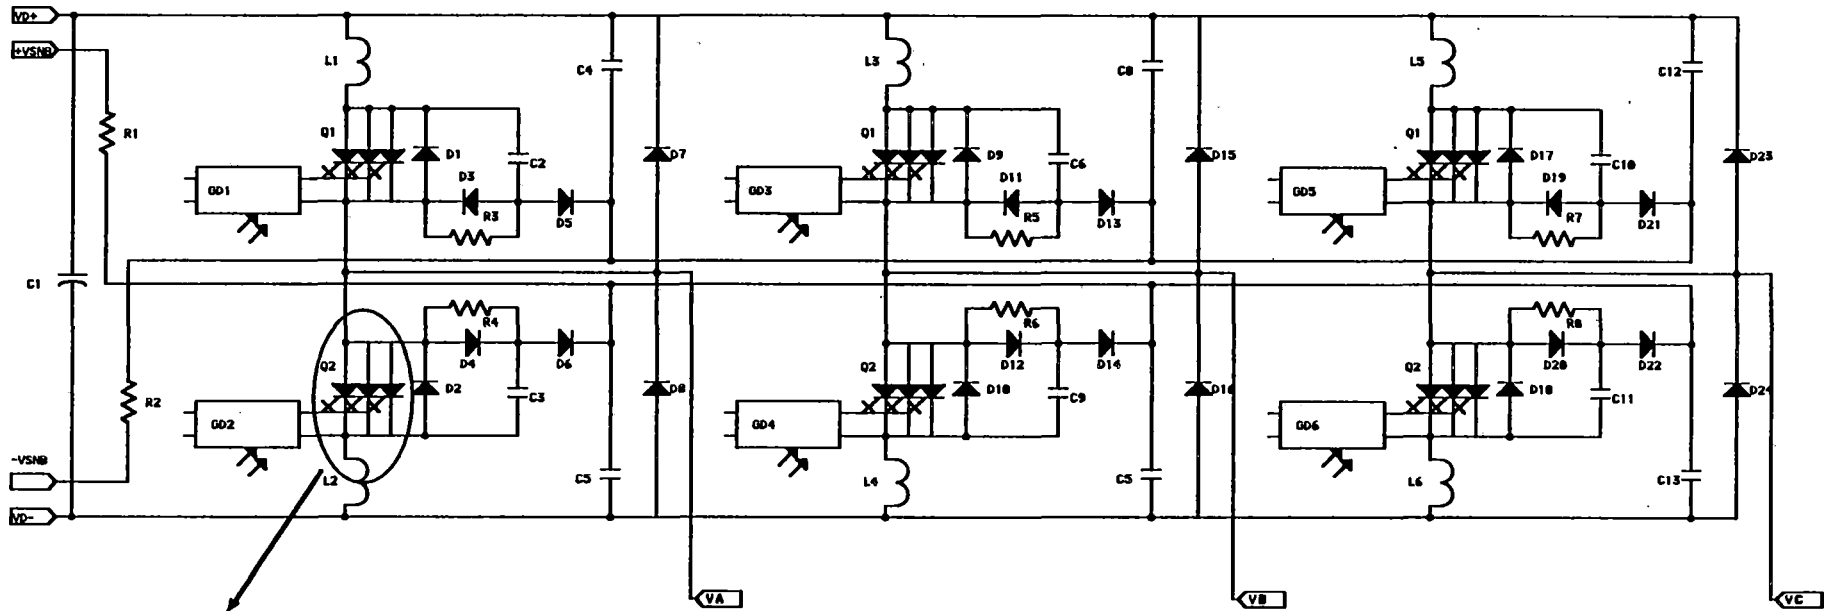 VD+
+VSNB
L1
C4
L3
C8
L5
C12
R1
Q1
D1
C2
D7
Q1
D9
C6
D15
Q1
D17
C10
D23
GD1
D3
R3
D5
GD3
D11
R5
D13
GD5
D19
R7
D21
C1
R4
R6
R8
Q2
D4
D6
Q2
D12
D14
Q2
D20
D22
R2
D2
C3
D8
D10
C9
D16
D18
C11
D24
GD2
GD4
GD6
-VSNB
L2
C5
L4
C5
L6
C13
VD-
VA
VB
VC